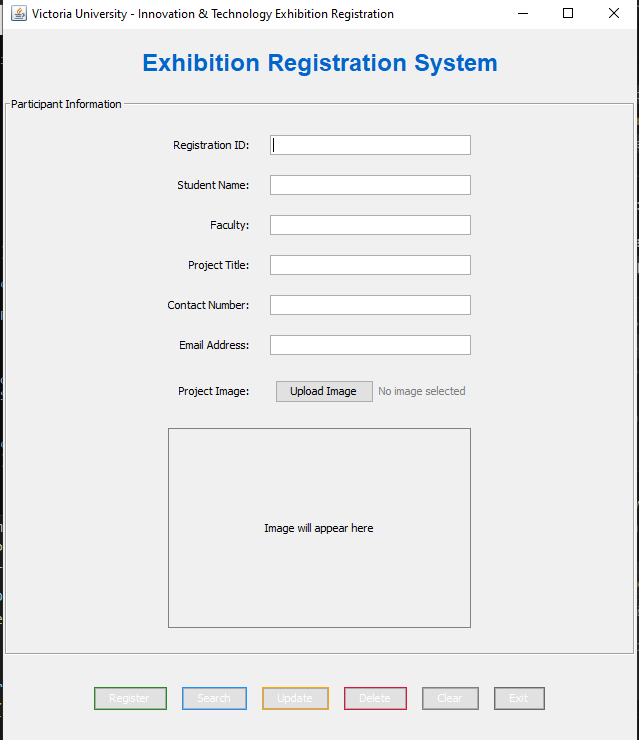 Victoria University - Innovation & Technology Exhibition Registration
Exhibition Registration System
Participant Information
Registration ID:
Student Name:
Faculty:
Project Title:
Contact Number:
Email Address:
Project Image: Upload Image No image selected
Image will appear here
Register Search Update Delete Clear Exit